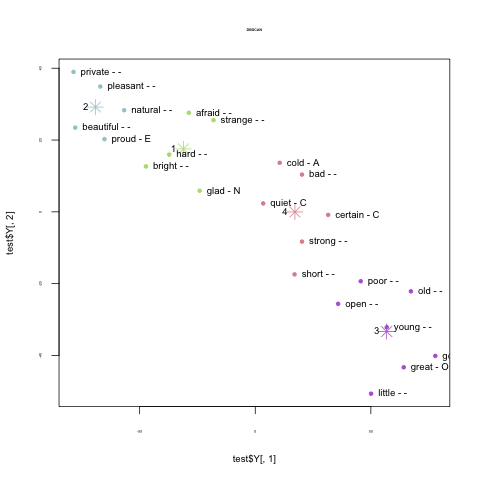 DBSCAN
private - -
pleasant - -
2
natural - -
afraid - -
strange - -
beautiful - -
proud - E
1
hard - -
cold - A
bright - -
bad - -
glad - N
quiet - C
4
certain - C
strong - -
short - -
poor - -
old - -
open - -
3
young - -
great - O
little - -
test$Y[, 2]
test$Y[, 1]